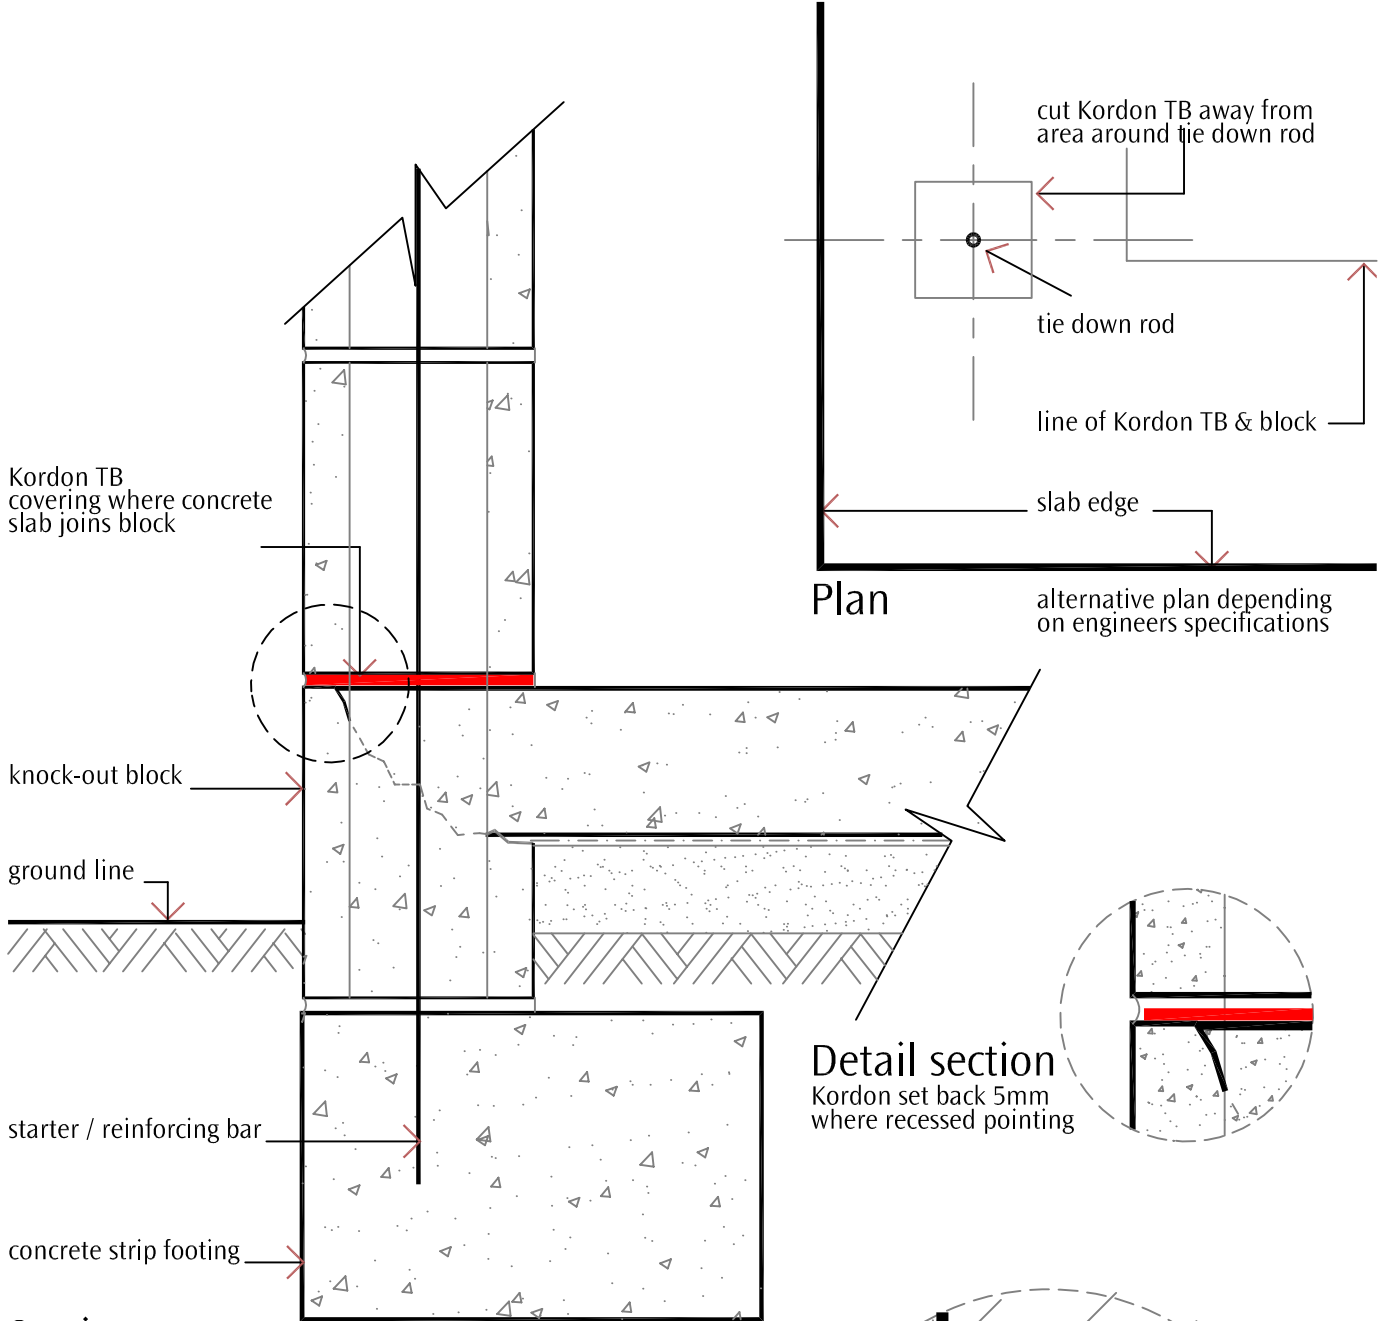 cut Kordon TB away from
area around tie down rod
tie down rod
line of Kordon TB & block
Kordon TB
covering where concrete
slab joins block
slab edge
Plan
alternative plan depending
on engineers specifications
knock-out block
ground line
Detail section
Kordon set back 5mm
where recessed pointing
starter / reinforcing bar
concrete strip footing